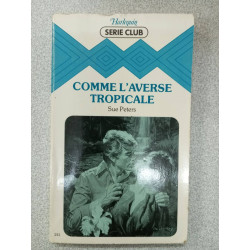 Harlequin
SERIE CLUB
COMME L'AVERSE
TROPICALE
Sue Peters